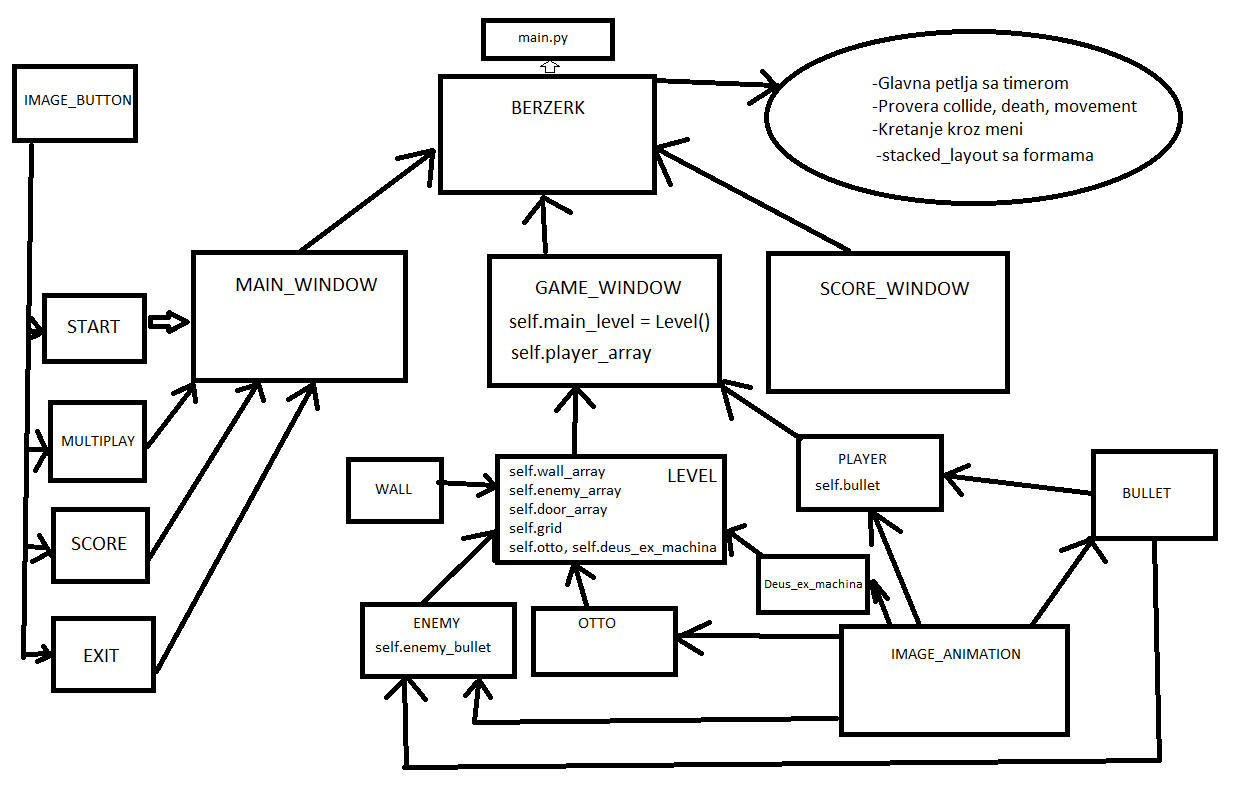 main.py
IMAGE_BUTTON
BERZERK
-Glavna petlja sa timerom
-Provera collide, death, movement
-Kretanje kroz meni
-stacked_layout sa formama
MAIN_WINDOW
GAME_WINDOW
self.main_level = Level()
self.player_array
SCORE_WINDOW
START
MULTIPLAY
SCORE
EXIT
WALL
LEVEL
self.wall_array
self.enemy_array
self.door_array
self.grid
self.otto, self.deus_ex_machina
PLAYER
self.bullet
BULLET
Deus_ex_machina
ENEMY
self.enemy_bullet
OTTO
IMAGE_ANIMATION